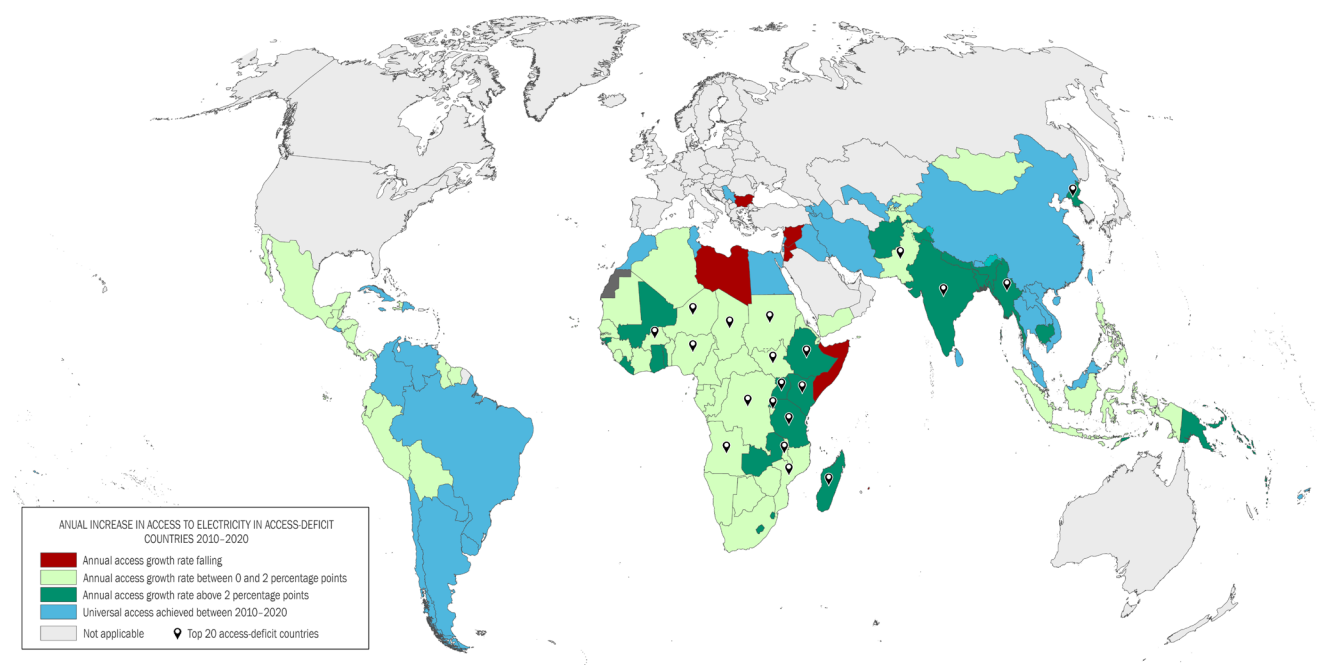 ANUAL INCREASE IN ACCESS TO ELECTRICITY IN ACCESS-DEFICIT
COUNTRIES 2010–2020
Annual access growth rate falling
Annual access growth rate between 0 and 2 percentage points
Annual access growth rate above 2 percentage points
Universal access achieved between 2010–2020
Not applicable Top 20 access-deficit countries